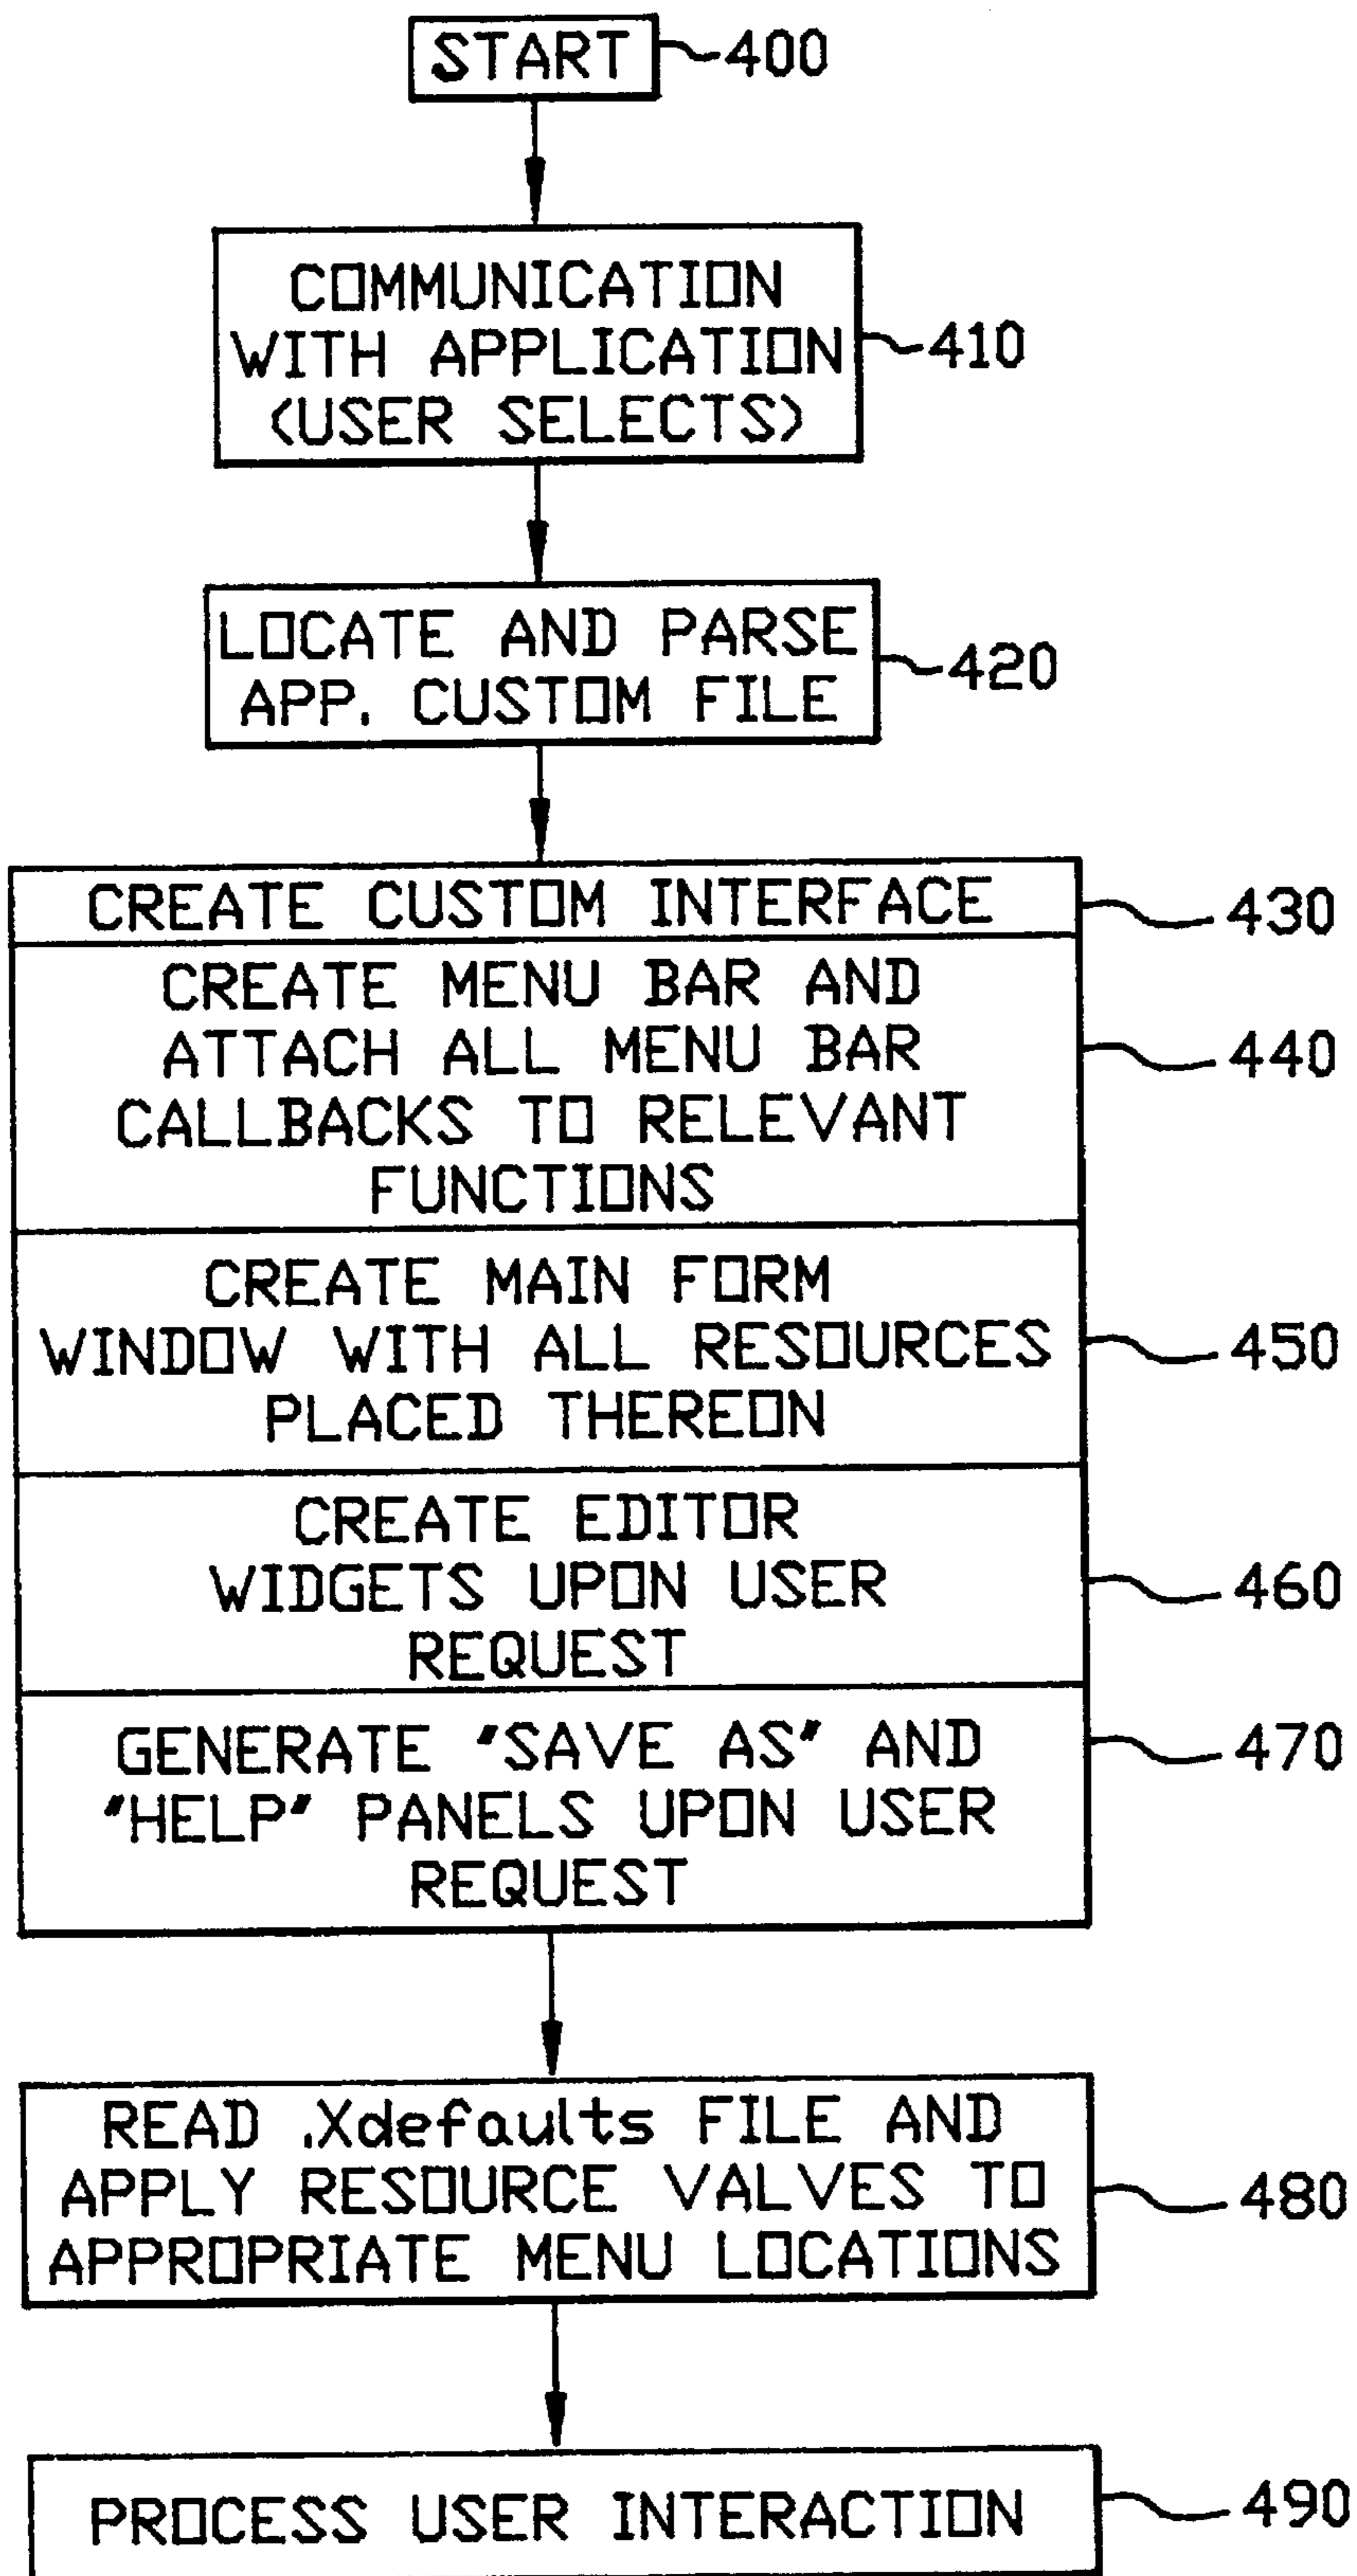 START 400
COMMUNICATION
WITH APPLICATION 410
(USER SELECTS)
LOCATE AND PARSE 420
APP. CUSTOM FILE
CREATE CUSTOM INTERFACE 430
CREATE MENU BAR AND
ATTACH ALL MENU BAR 440
CALLBACKS TO RELEVANT
FUNCTIONS
CREATE MAIN FORM
WINDOW WITH ALL RESOURCES 450
PLACED THEREON
CREATE EDITOR
WIDGETS UPON USER 460
REQUEST
GENERATE "SAVE AS" AND 470
"HELP" PANELS UPON USER
REQUEST
READ .Xdefaults FILE AND
APPLY RESOURCE VALVES TO 480
APPROPRIATE MENU LOCATIONS
PROCESS USER INTERACTION 490